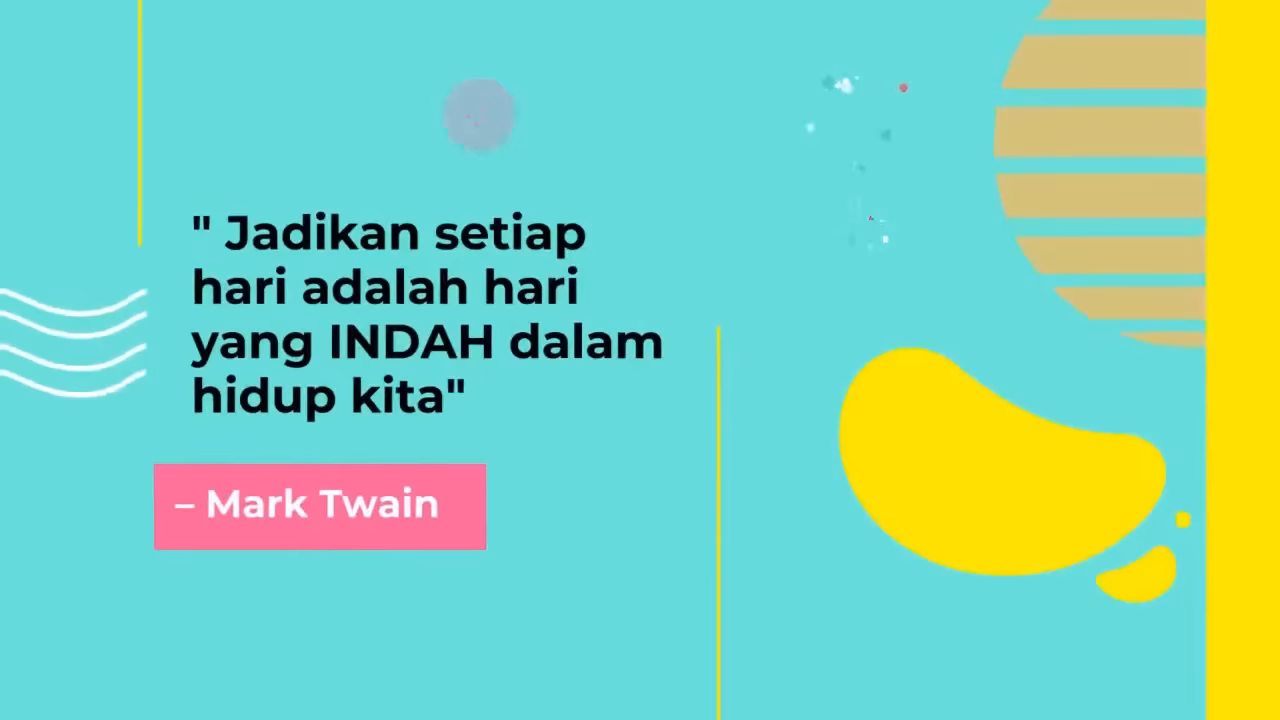 " Jadikan setiap
hari adalah hari
yang INDAH dalam
hidup kita"
– Mark Twain